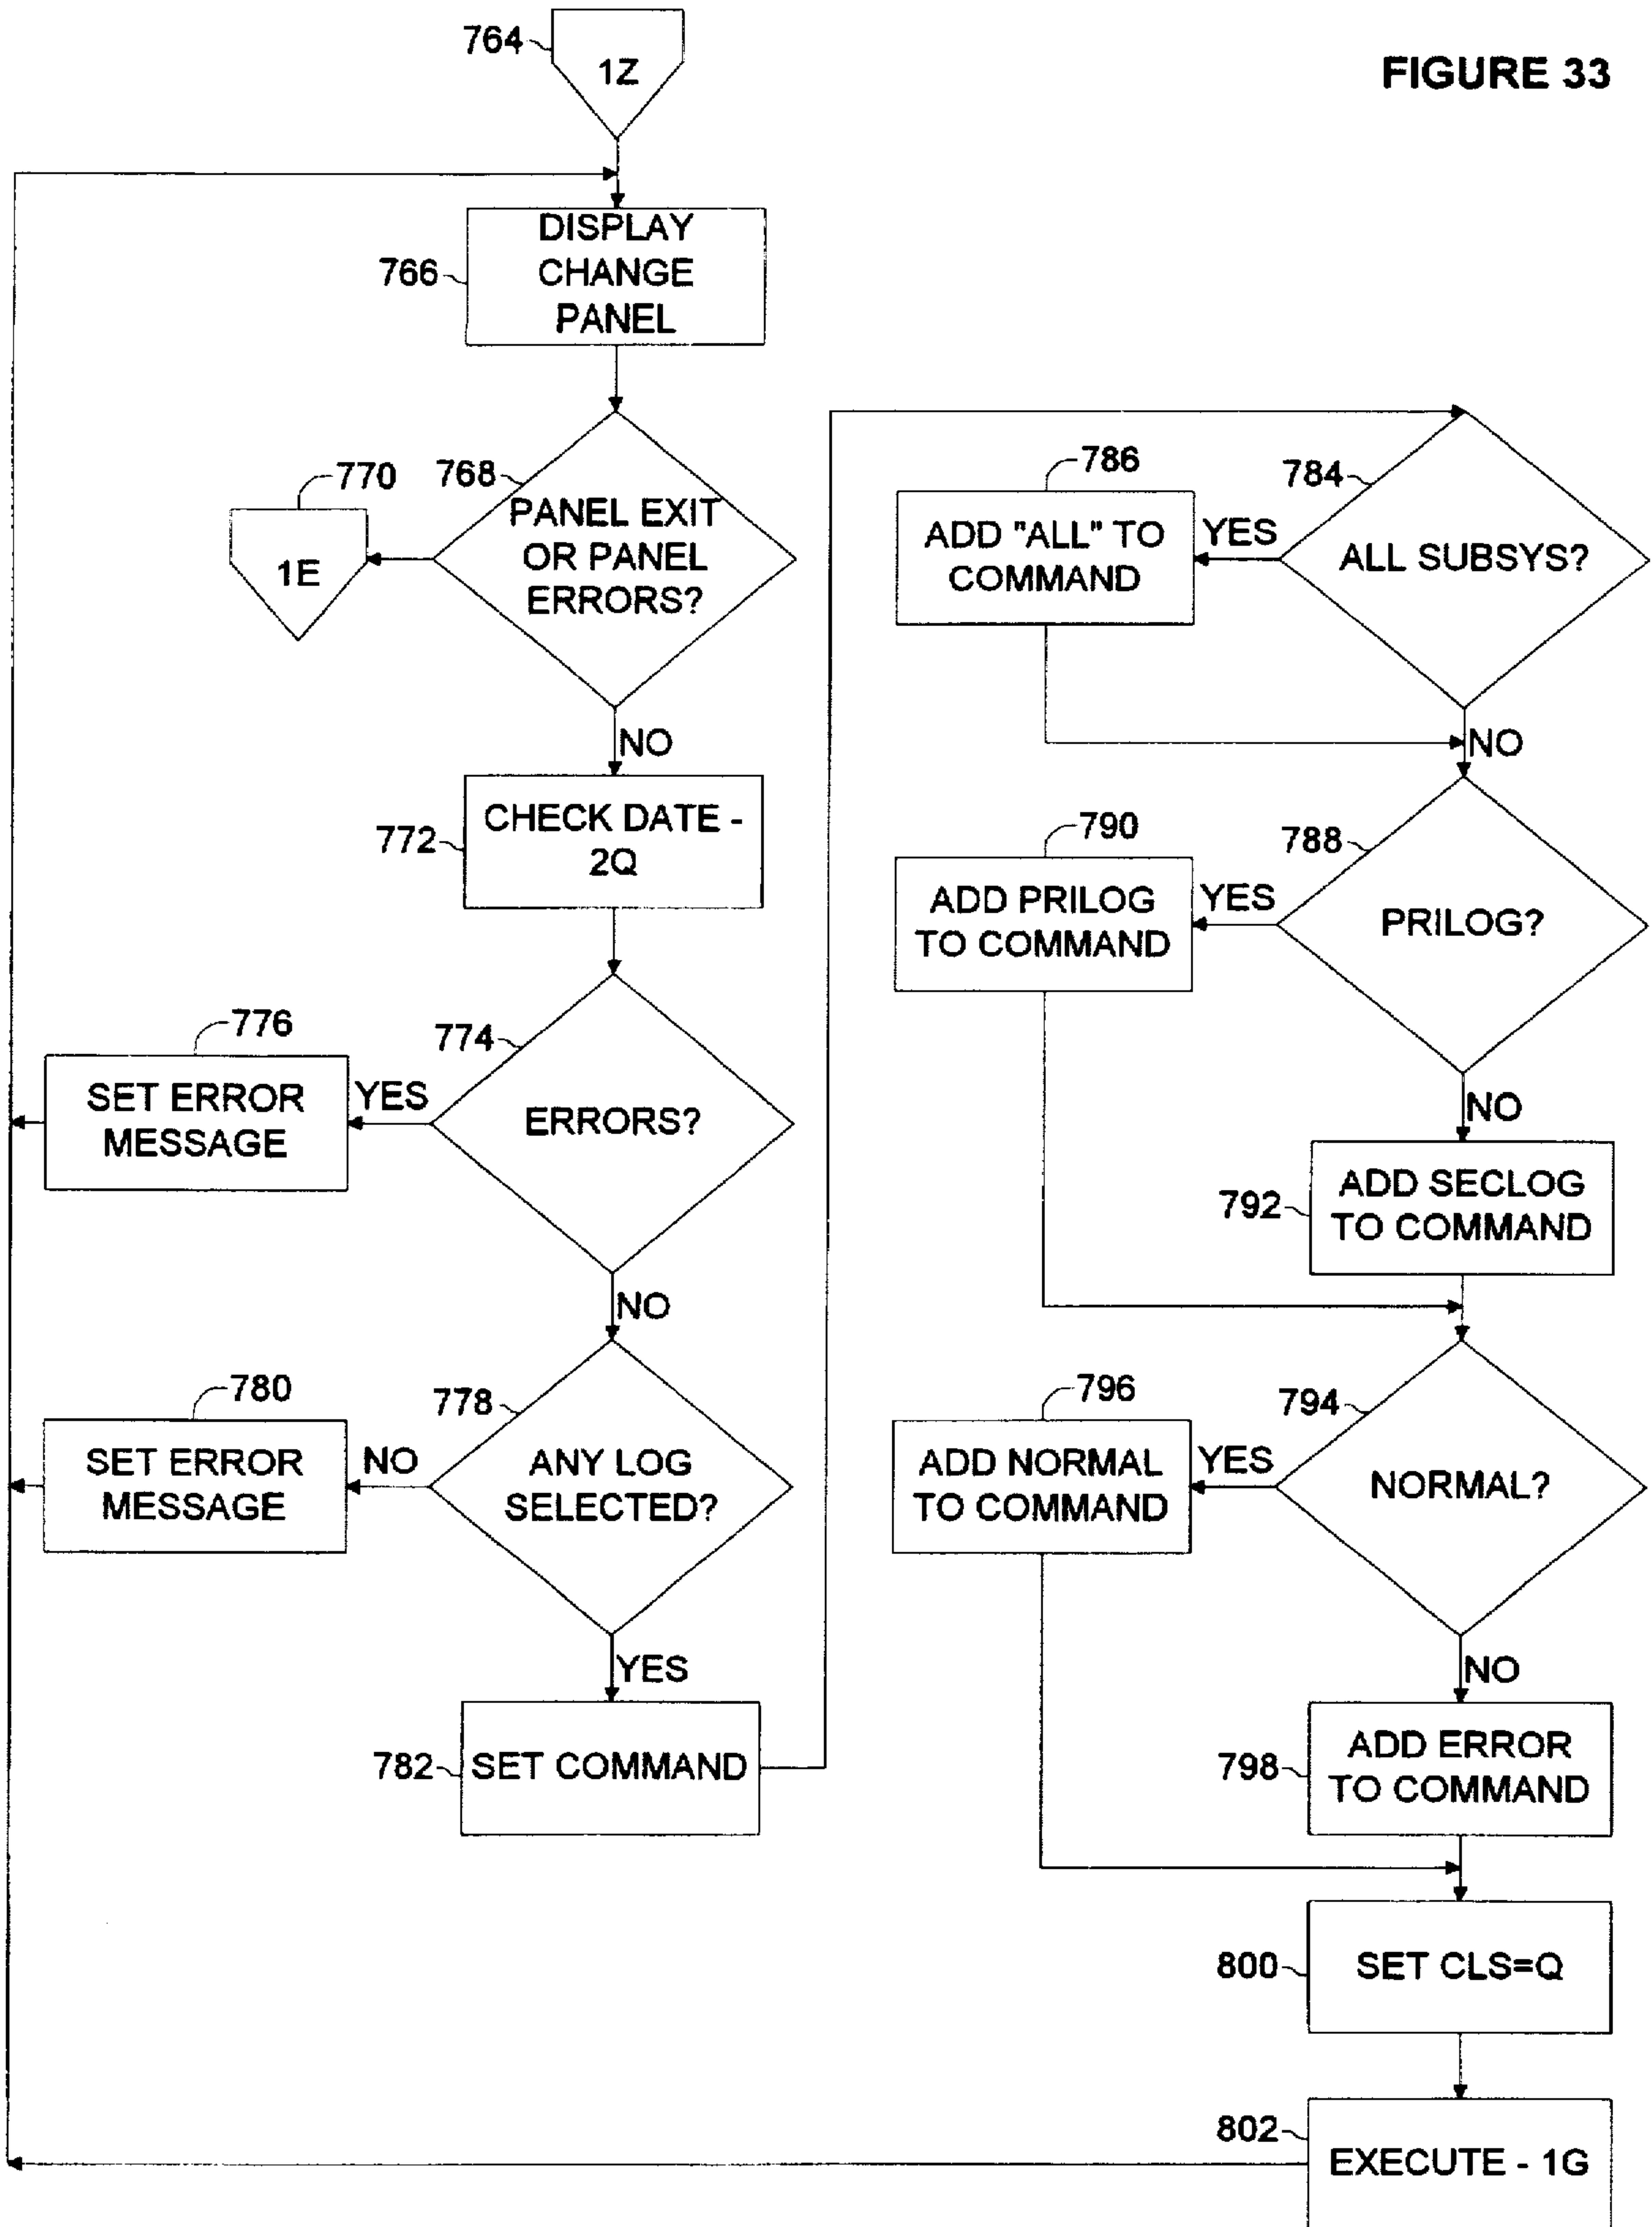 FIGURE 33
764
1Z
766
DISPLAY
CHANGE
PANEL
768
PANEL EXIT
OR PANEL
ERRORS?
770
1E
NO
772
CHECK DATE -
2Q
774
ERRORS?
YES
776
SET ERROR
MESSAGE
NO
778
ANY LOG
SELECTED?
NO
780
SET ERROR
MESSAGE
YES
782
SET COMMAND
784
ALL SUBSYS?
YES
786
ADD "ALL" TO
COMMAND
NO
788
PRILOG?
YES
790
ADD PRILOG
TO COMMAND
NO
792
ADD SECLOG
TO COMMAND
794
NORMAL?
YES
796
ADD NORMAL
TO COMMAND
NO
798
ADD ERROR
TO COMMAND
800
SET CLS=Q
802
EXECUTE - 1G